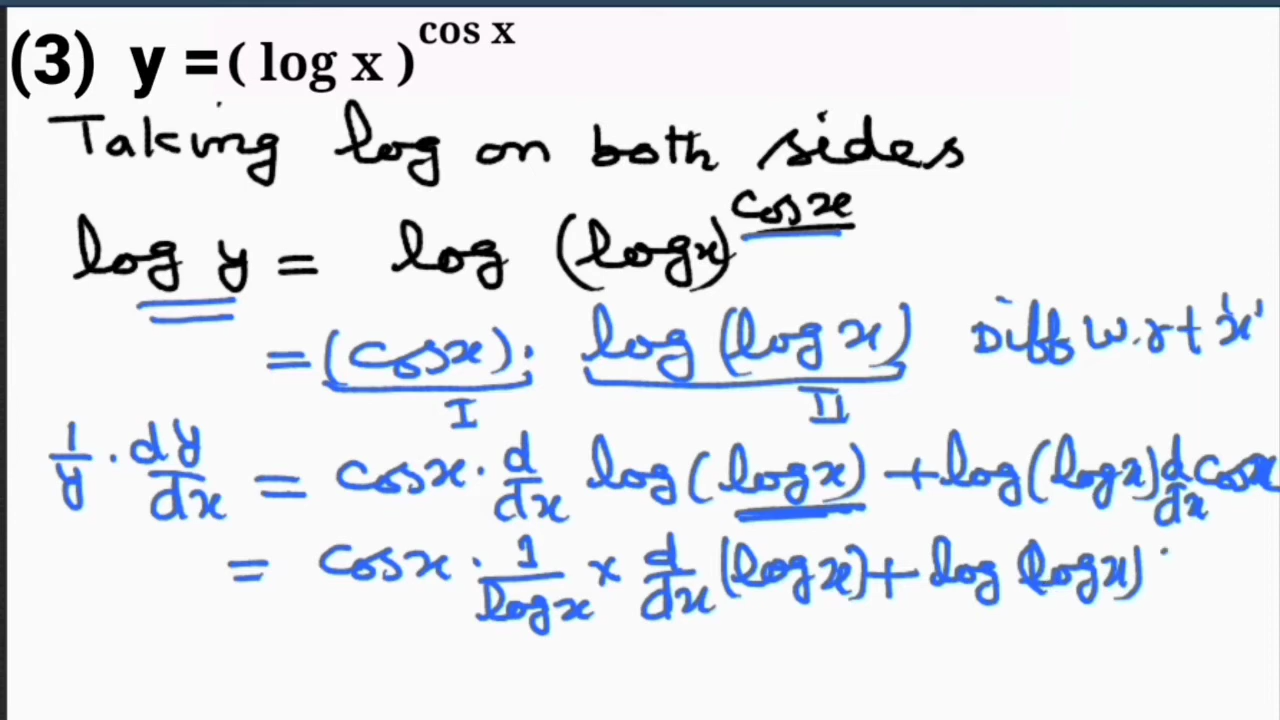 (3) y = ( log x )^cos x
Taking log on both sides
log y = log (log x)^cos x
= (cos x) . log (log x) Diff w.r.t 'x'
I II
1/y . dy/dx = cos x . d/dx log ( log x) + log (log x) d/dx cos x
= cos x . 1/log x × d/dx (log x) + log (log x) .